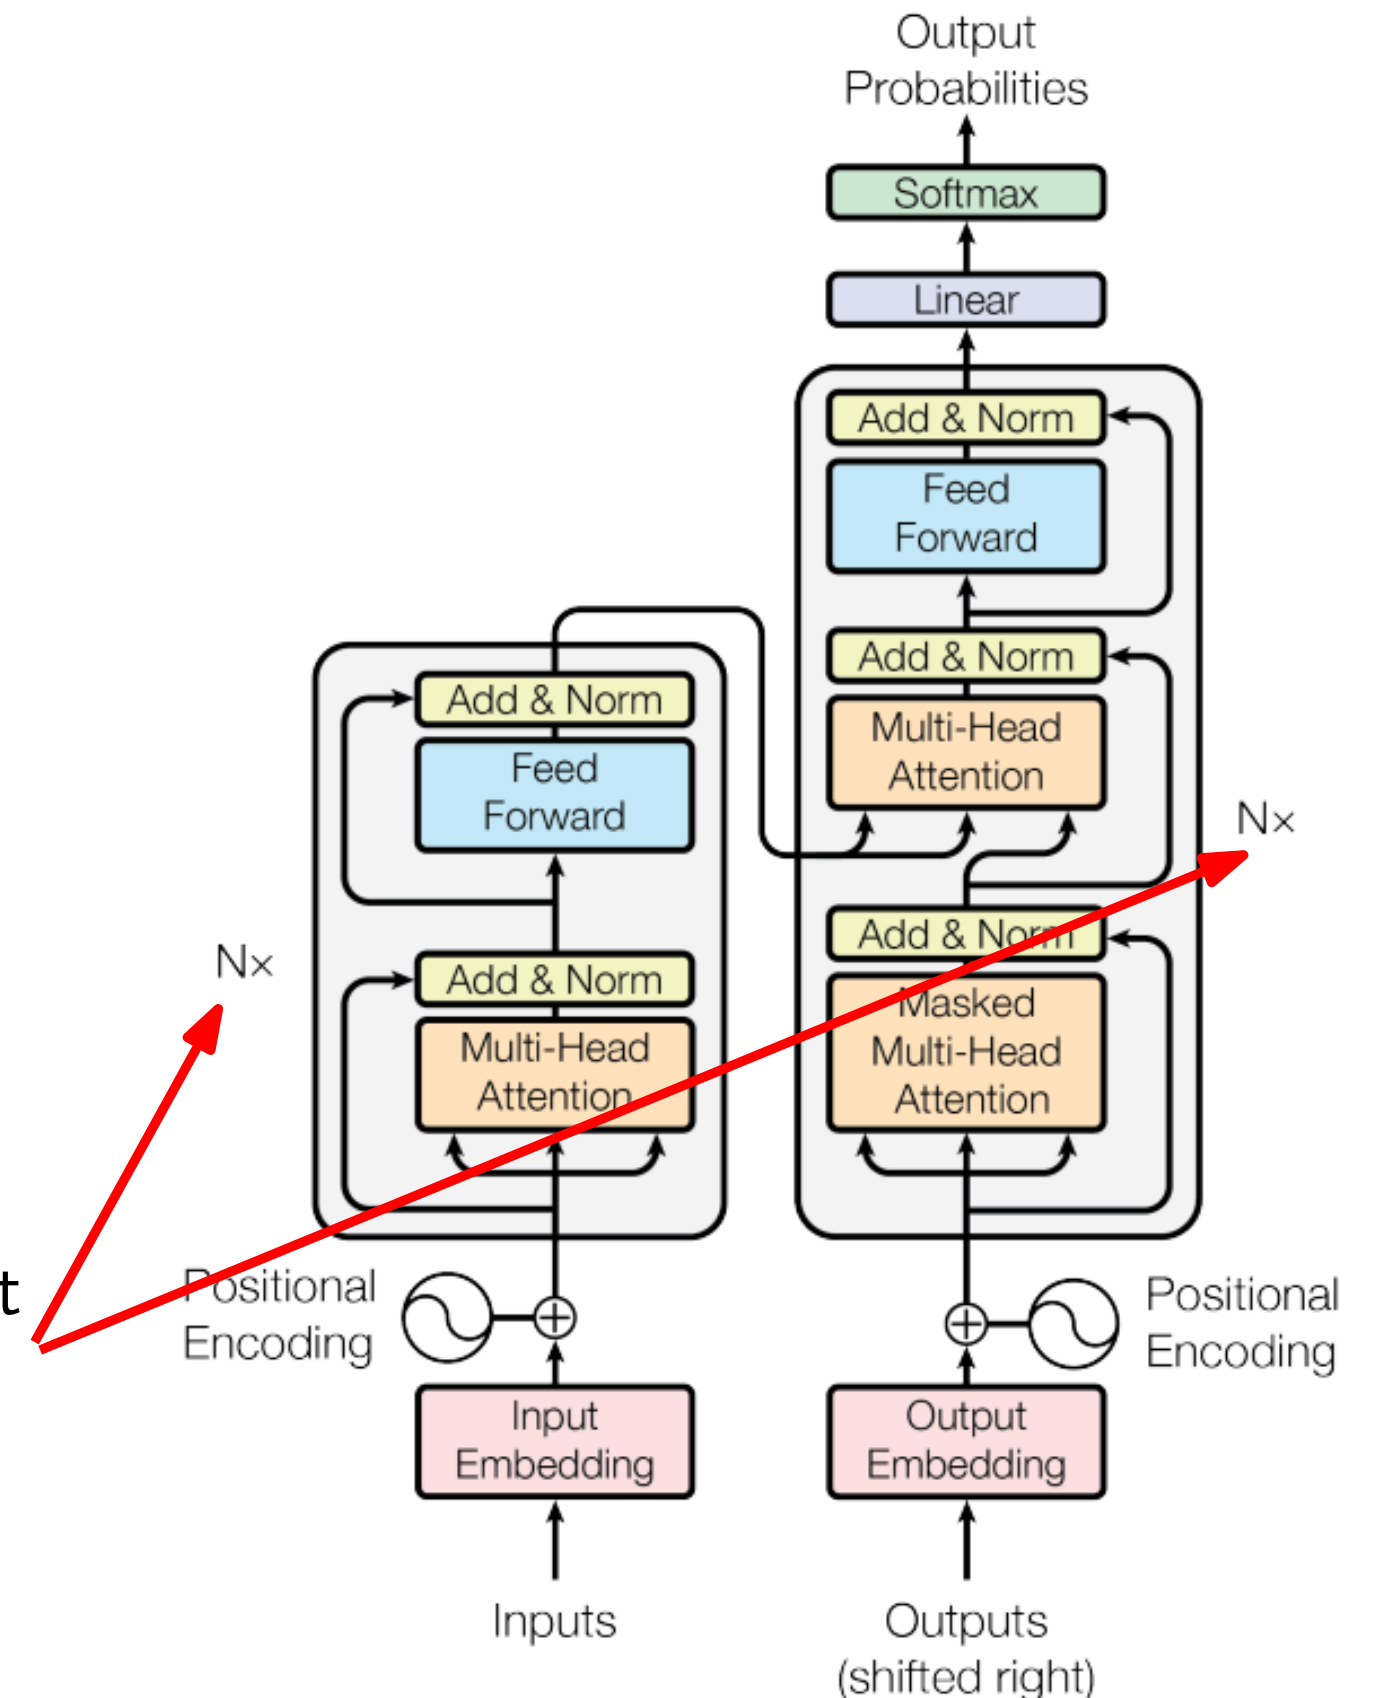 Output
Probabilities
Softmax
Linear
Add & Norm
Feed
Forward
Add & Norm
Multi-Head
Attention
Nx
Add & Norm
Masked
Multi-Head
Attention
Add & Norm
Feed
Forward
Nx
Add & Norm
Multi-Head
Attention
t
Positional
Encoding
Positional
Encoding
Input
Embedding
Output
Embedding
Inputs
Outputs
(shifted right)